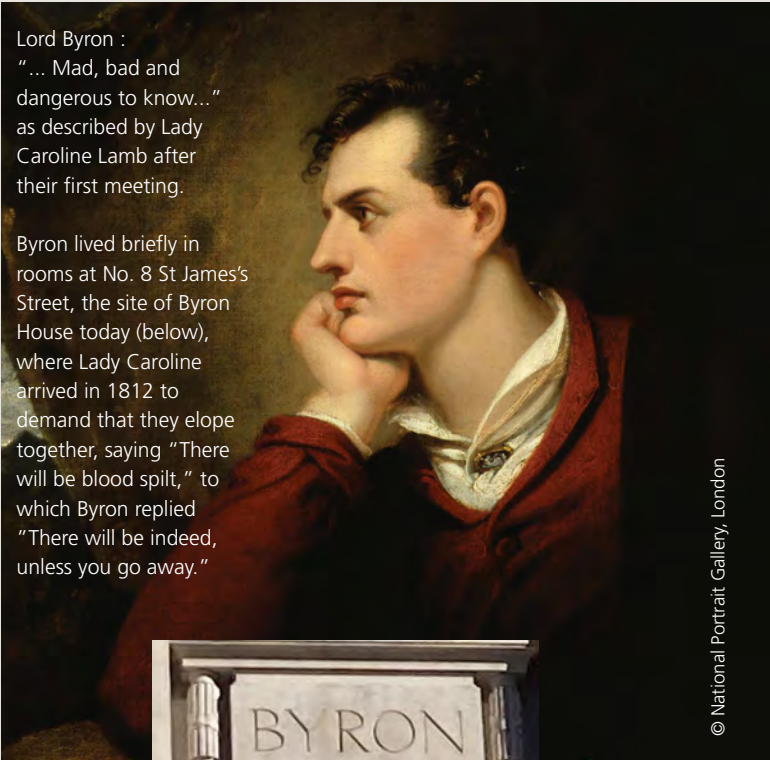 Lord Byron :
“... Mad, bad and
dangerous to know...”
as described by Lady
Caroline Lamb after
their first meeting.
Byron lived briefly in
rooms at No. 8 St James’s
Street, the site of Byron
House today (below),
where Lady Caroline
arrived in 1812 to
demand that they elope
together, saying “There
will be blood spilt,” to
which Byron replied
”There will be indeed,
unless you go away.”
© National Portrait Gallery, London
BYRON